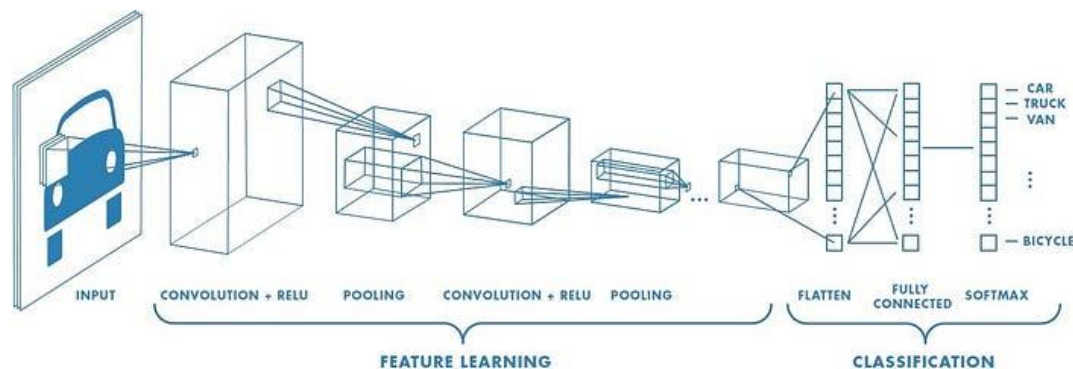 CAR
TRUCK
VAN
BICYCLE
INPUT
CONVOLUTION + RELU
POOLING
CONVOLUTION + RELU
POOLING
FLATTEN
FULLY
CONNECTED
SOFTMAX
FEATURE LEARNING
CLASSIFICATION